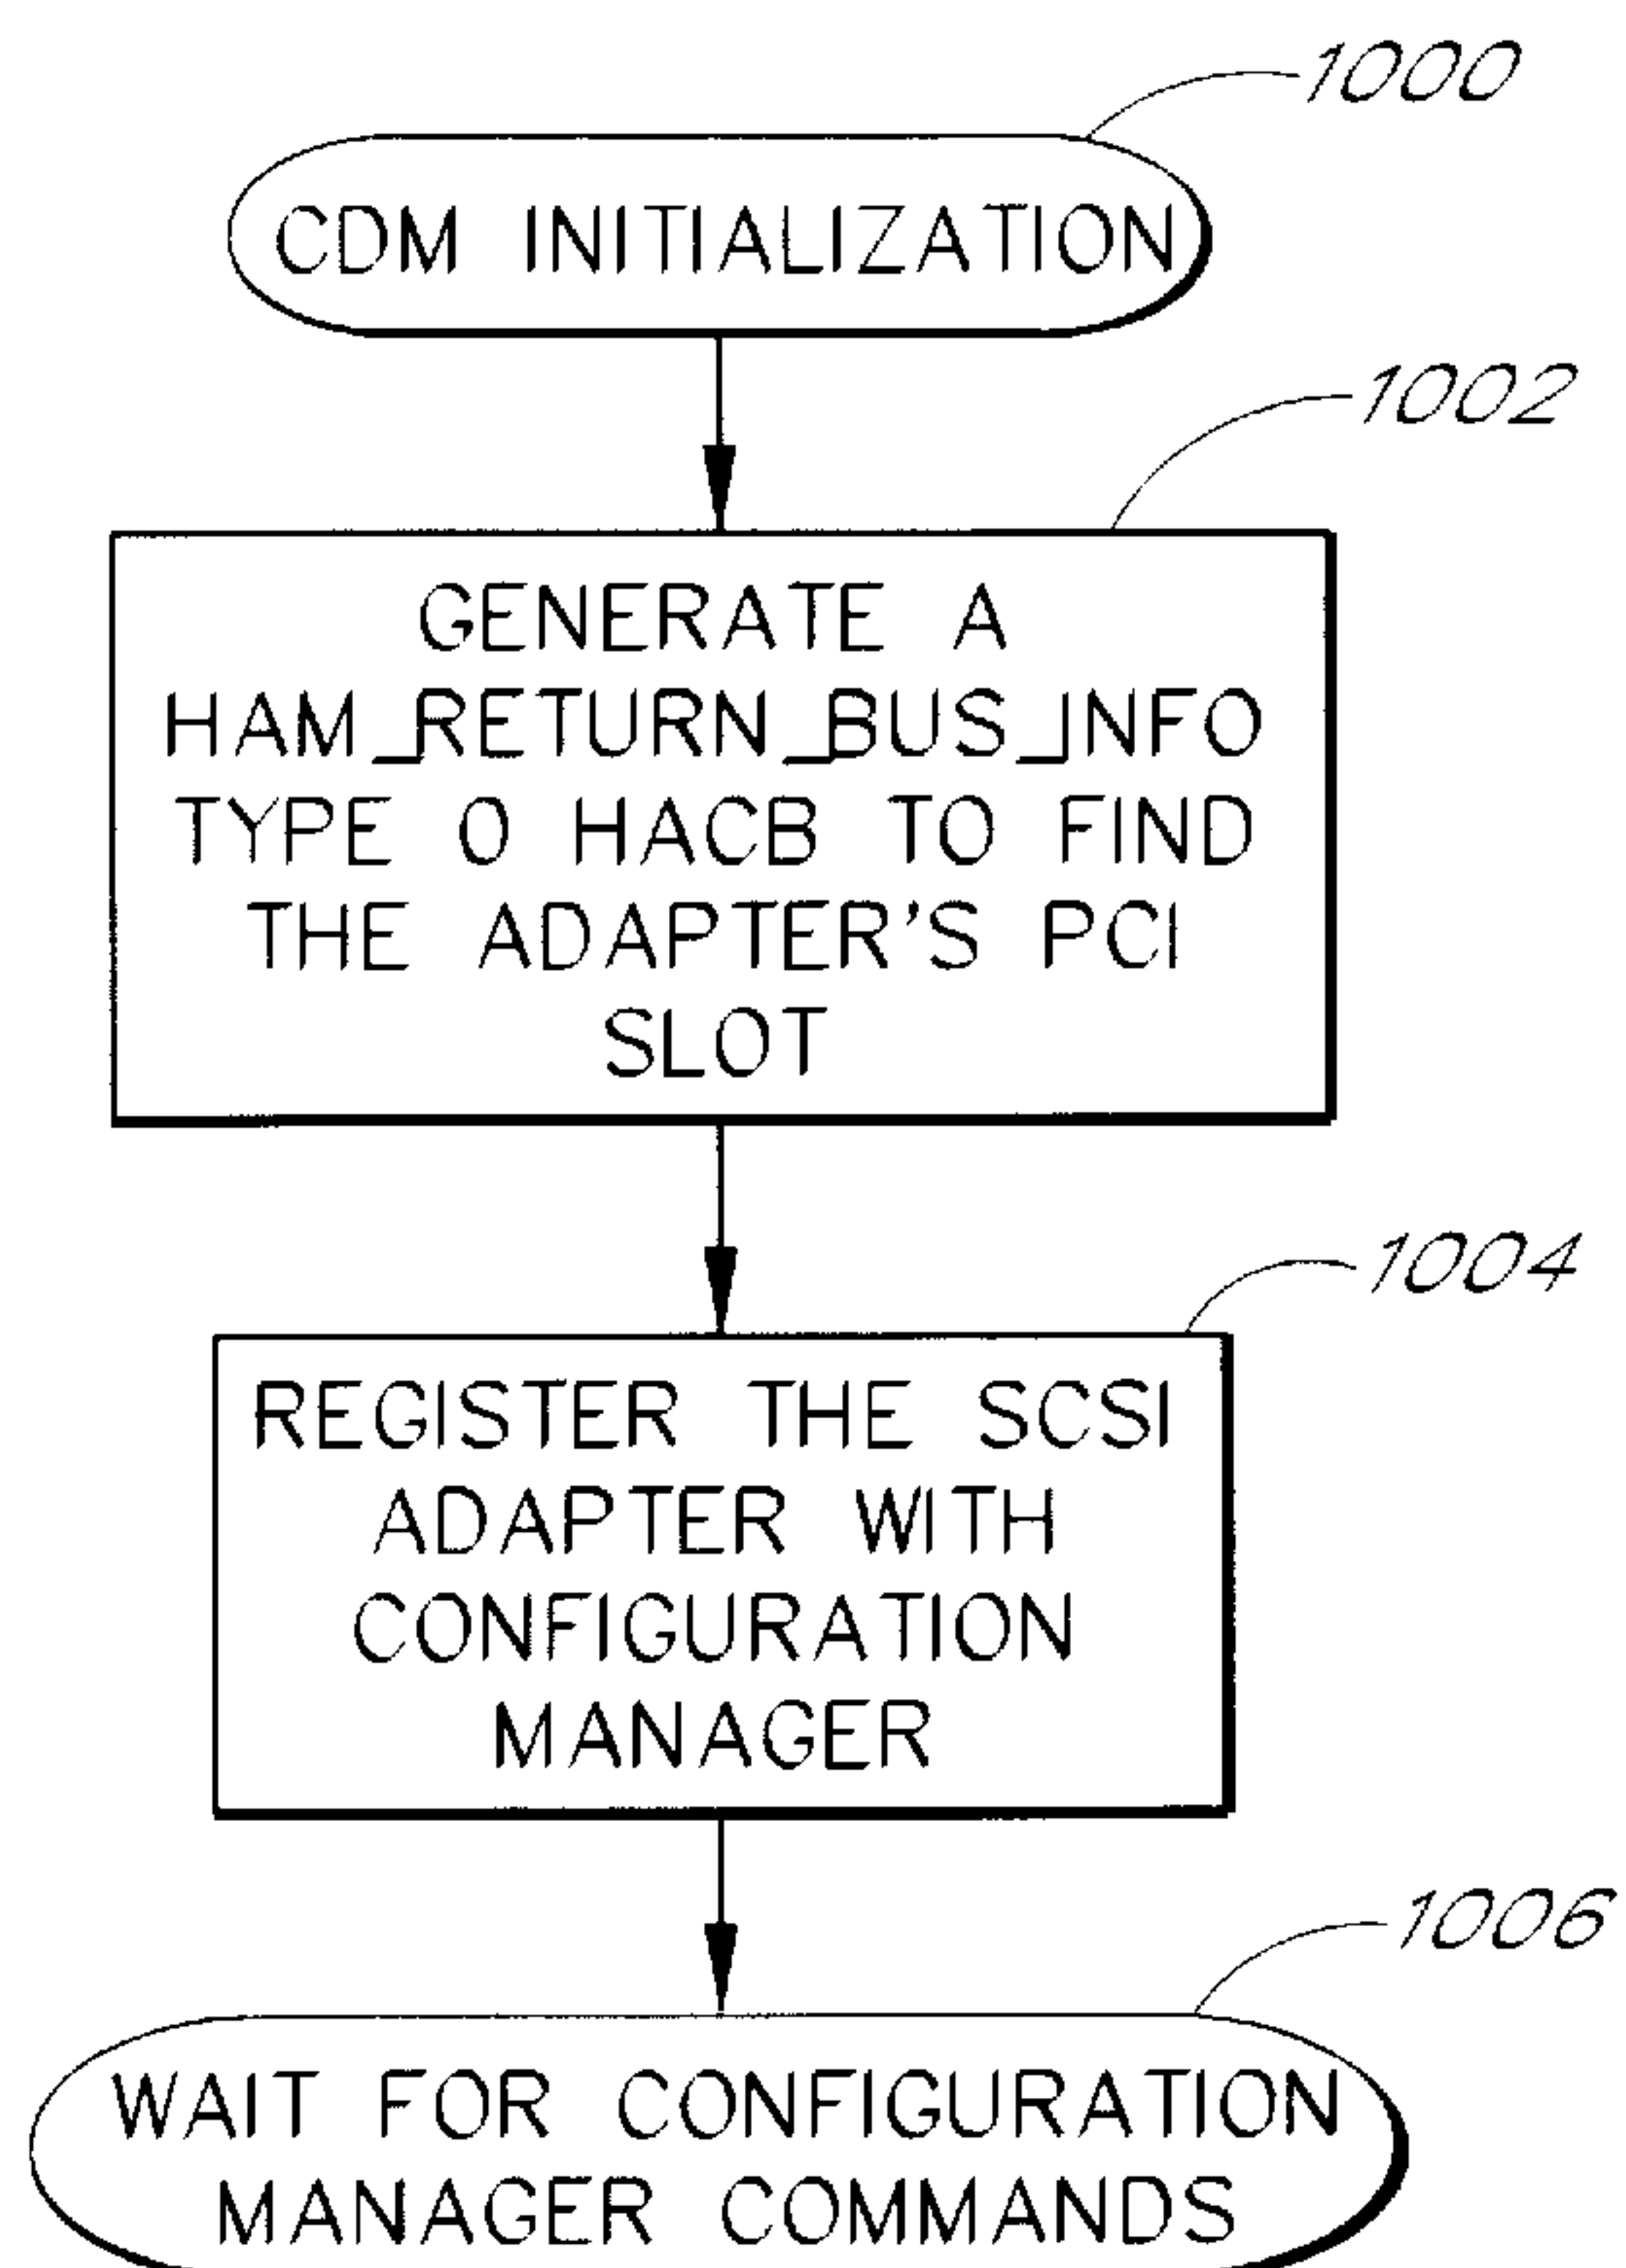 1000
CDM INITIALIZATION
1002
GENERATE A
HAM_RETURN_BUS_INFO
TYPE 0 HACB TO FIND
THE ADAPTER'S PCI
SLOT
1004
REGISTER THE SCSI
ADAPTER WITH
CONFIGURATION
MANAGER
1006
WAIT FOR CONFIGURATION
MANAGER COMMANDS